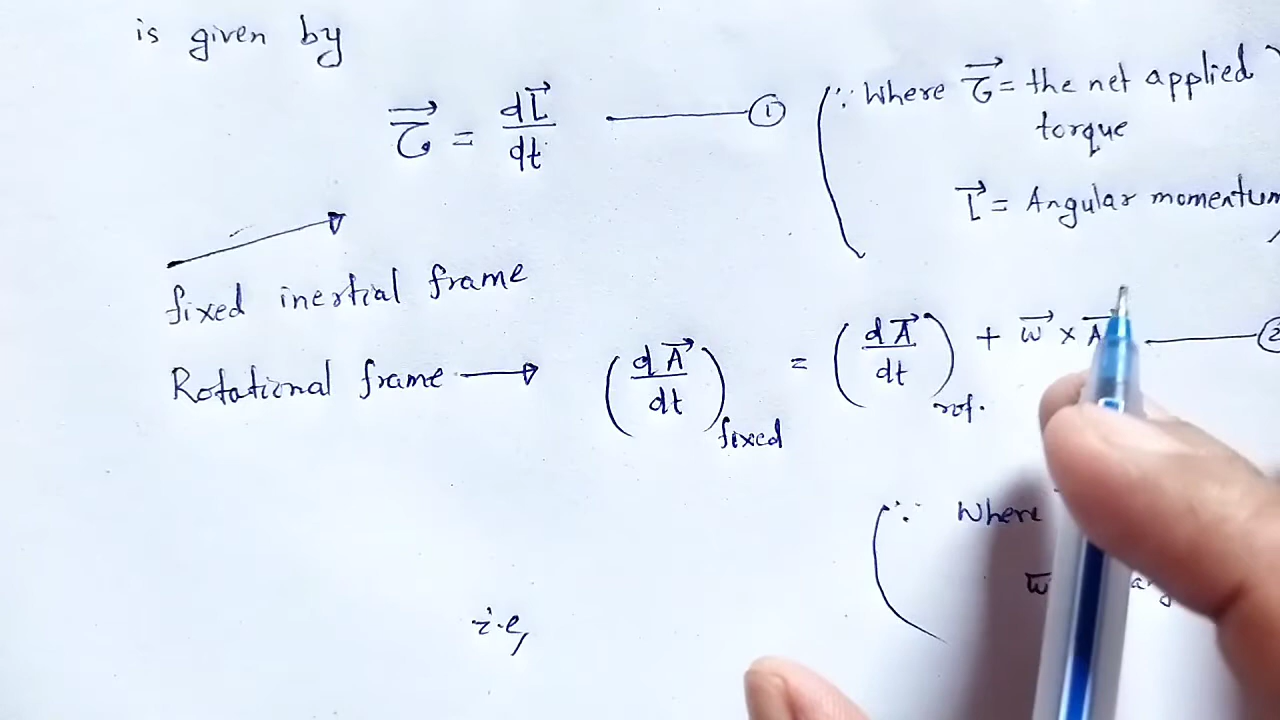 is given by
τ⃗ = dL⃗/dt ——— ①
(∵ Where τ⃗ = the net applied
torque
L⃗ = Angular momentum)
fixed inertial frame
Rotational frame → (dA⃗/dt)fixed = (dA⃗/dt)rot. + ω⃗ × A⃗ ——— ②
(∵ Where
ω
i.e,